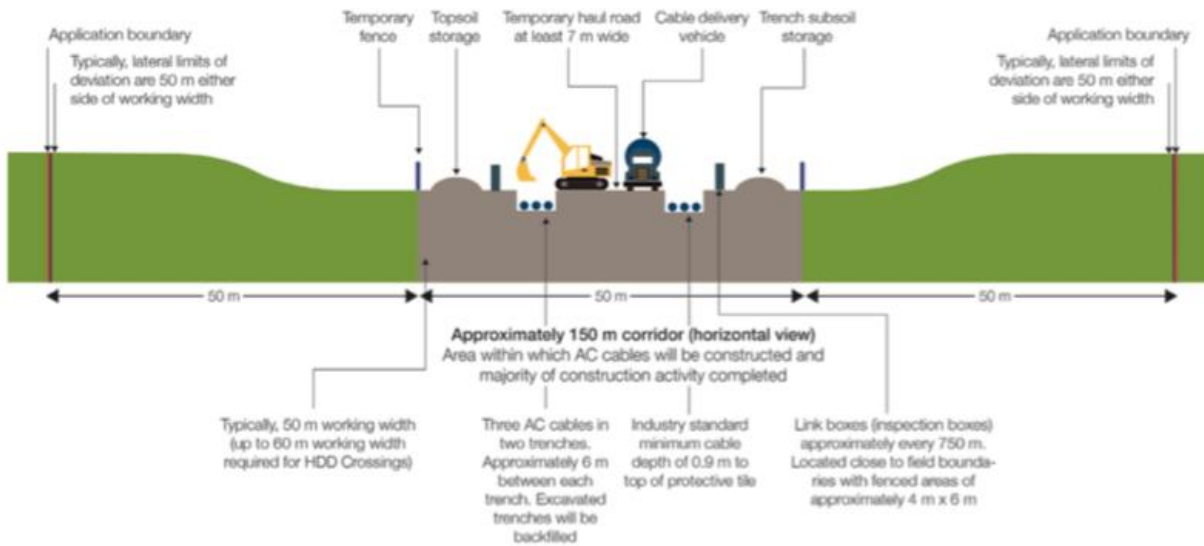 Application boundary
Typically, lateral limits of
deviation are 50 m either
side of working width
Temporary
fence
Topsoil
storage
Temporary haul road
at least 7 m wide
Cable delivery
vehicle
Trench subsoil
storage
Application boundary
Typically, lateral limits of
deviation are 50 m either
side of working width
50 m
50 m
50 m
Approximately 150 m corridor (horizontal view)
Area within which AC cables will be constructed and
majority of construction activity completed
Typically, 50 m working width
(up to 60 m working width
required for HDD Crossings)
Three AC cables in
two trenches.
Approximately 6 m
between each
trench. Excavated
trenches will be
backfilled
Industry standard
minimum cable
depth of 0.9 m to
top of protective tile
Link boxes (inspection boxes)
approximately every 750 m.
Located close to field bounda-
ries with fenced areas of
approximately 4 m x 6 m